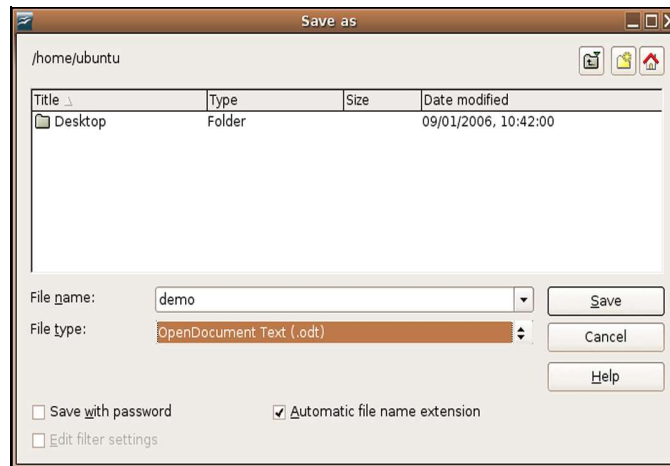 Save as
/home/ubuntu
Title Type Size Date modified
Desktop Folder 09/01/2006, 10:42:00
File name: demo Save
File type: OpenDocument Text (.odt) Cancel
Help
Save with password Automatic file name extension
Edit filter settings